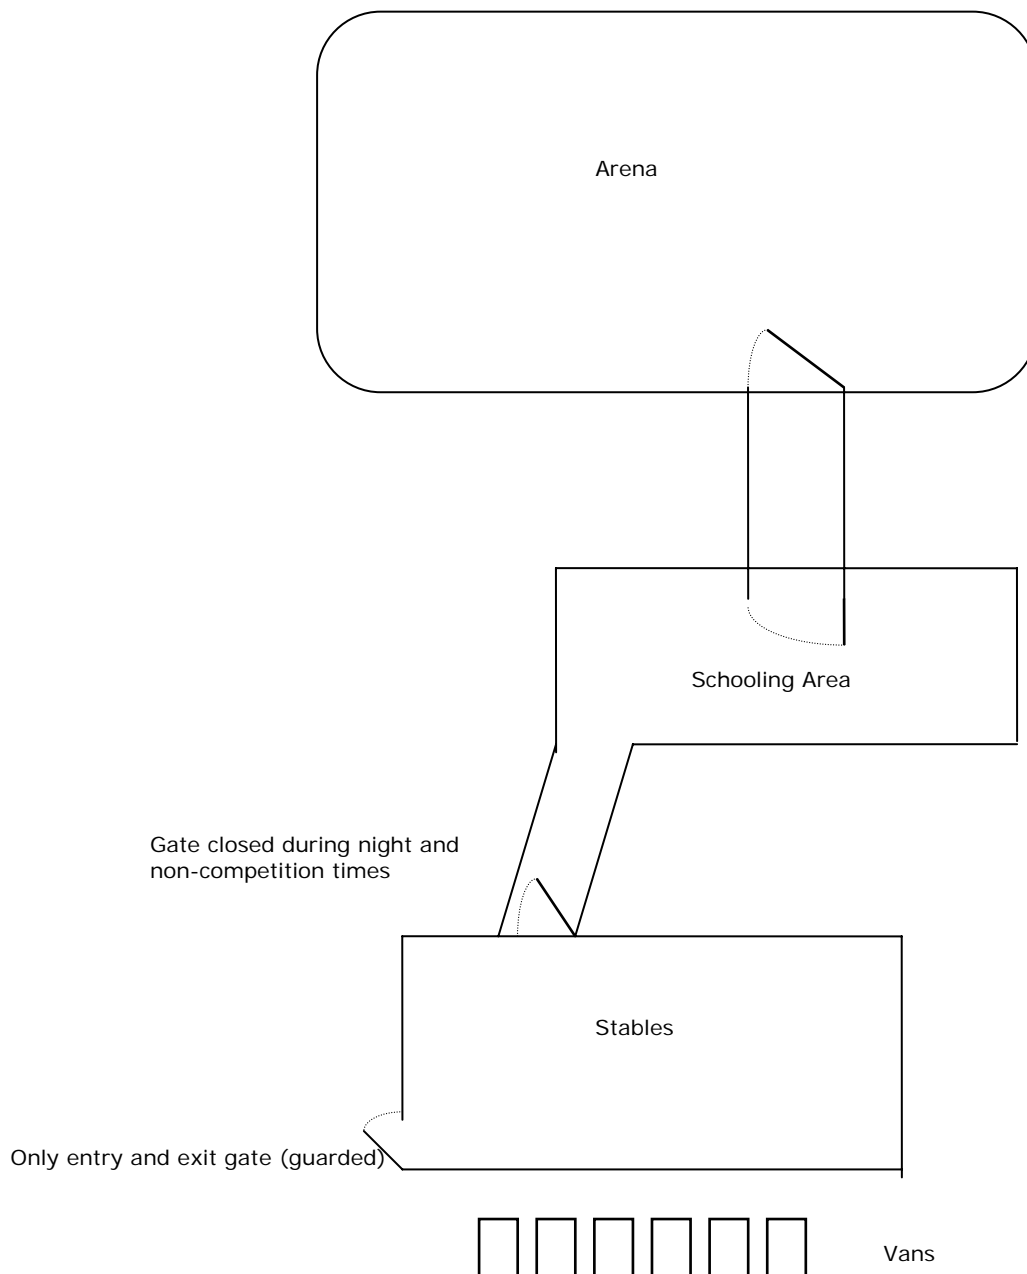 Arena
Schooling Area
Gate closed during night and
non-competition times
Stables
Only entry and exit gate (guarded)
Vans